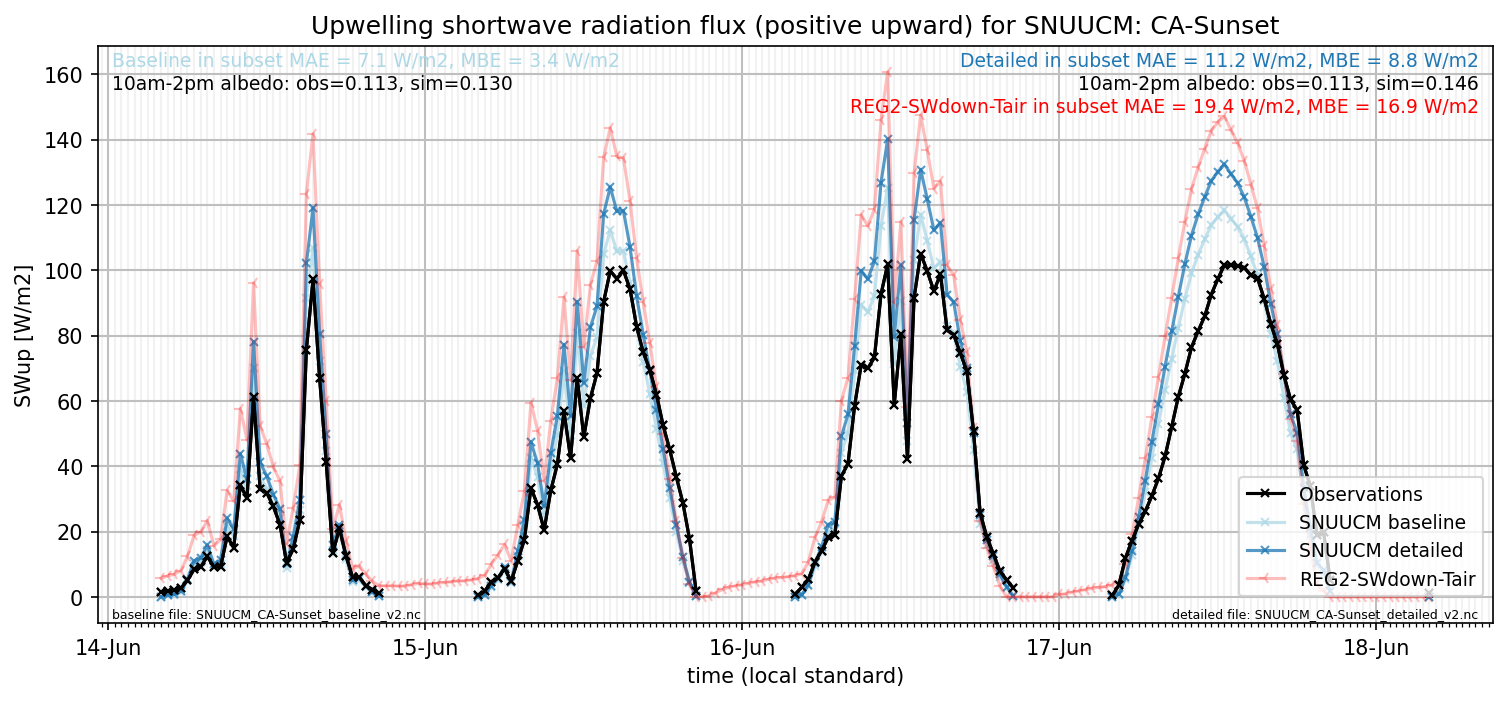 Upwelling shortwave radiation flux (positive upward) for SNUUCM: CA-Sunset
Baseline in subset MAE = 7.1 W/m2, MBE = 3.4 W/m2
10am-2pm albedo: obs=0.113, sim=0.130
Detailed in subset MAE = 11.2 W/m2, MBE = 8.8 W/m2
10am-2pm albedo: obs=0.113, sim=0.146
REG2-SWdown-Tair in subset MAE = 19.4 W/m2, MBE = 16.9 W/m2
SWup [W/m2]
160
140
120
100
80
60
40
20
0
Observations
SNUUCM baseline
SNUUCM detailed
REG2-SWdown-Tair
baseline file: SNUUCM_CA-Sunset_baseline_v2.nc
detailed file: SNUUCM_CA-Sunset_detailed_v2.nc
14-Jun
15-Jun
16-Jun
17-Jun
18-Jun
time (local standard)